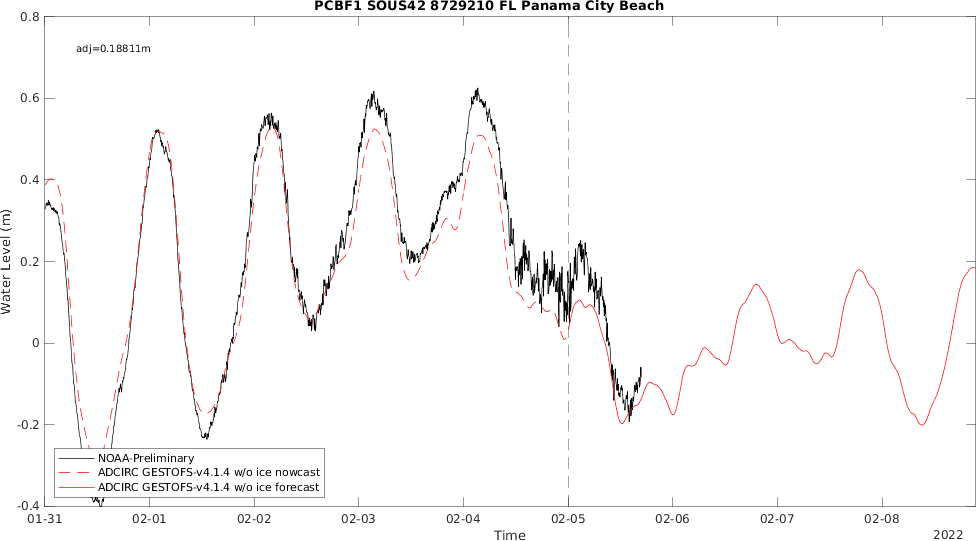 PCBF1 SOUS42 8729210 FL Panama City Beach
adj=0.18811m
0.8
0.6
0.4
0.2
0
-0.2
-0.4
Water Level (m)
NOAA-Preliminary
ADCIRC GESTOFS-v4.1.4 w/o ice nowcast
ADCIRC GESTOFS-v4.1.4 w/o ice forecast
01-31 02-01 02-02 02-03 02-04 02-05 02-06 02-07 02-08
Time
2022